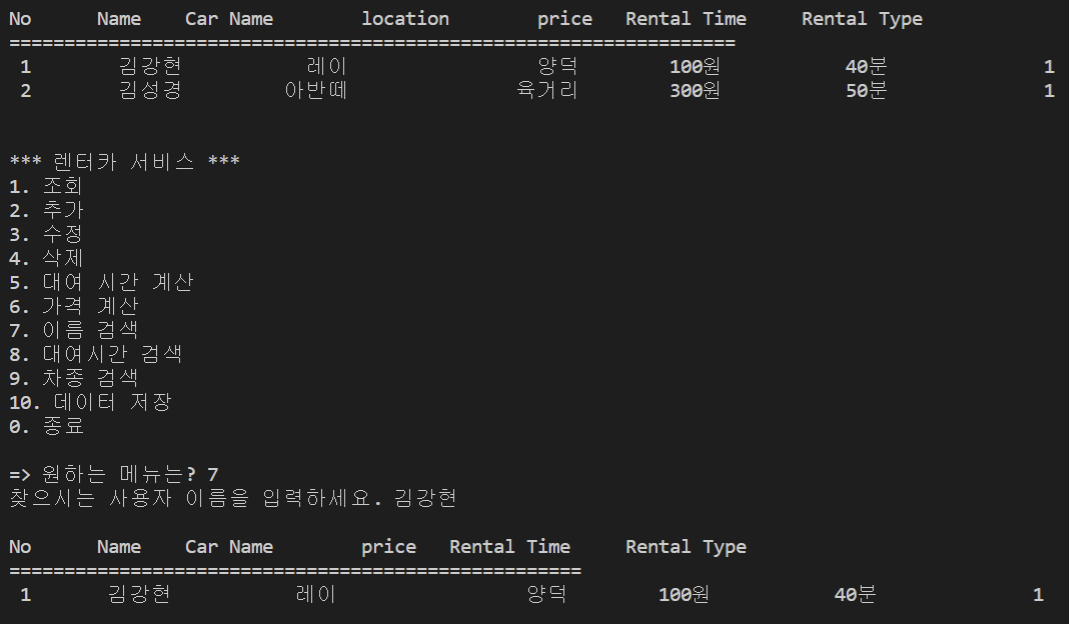 No Name Car Name location price Rental Time Rental Type
==================================================================
1 김강현 레이 양덕 100원 40분 1
2 김성경 아반떼 육거리 300원 50분 1
*** 렌터카 서비스 ***
1. 조회
2. 추가
3. 수정
4. 삭제
5. 대여 시간 계산
6. 가격 계산
7. 이름 검색
8. 대여시간 검색
9. 차종 검색
10. 데이터 저장
0. 종료
=> 원하는 메뉴는? 7
찾으시는 사용자 이름을 입력하세요. 김강현
No Name Car Name price Rental Time Rental Type
====================================================
1 김강현 레이 양덕 100원 40분 1